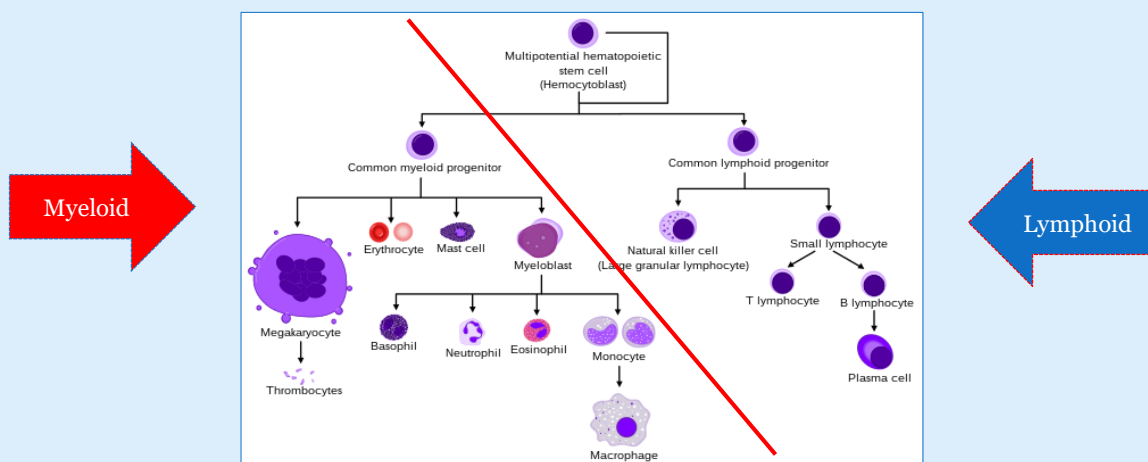 Multipotential hematopoietic
stem cell
(Hemocytoblast)
Common myeloid progenitor
Common lymphoid progenitor
Myeloid
Lymphoid
Erythrocyte
Mast cell
Myeloblast
Natural killer cell
(Large granular lymphocyte)
Small lymphocyte
T lymphocyte
B lymphocyte
Megakaryocyte
Basophil
Neutrophil
Eosinophil
Monocyte
Plasma cell
Thrombocytes
Macrophage